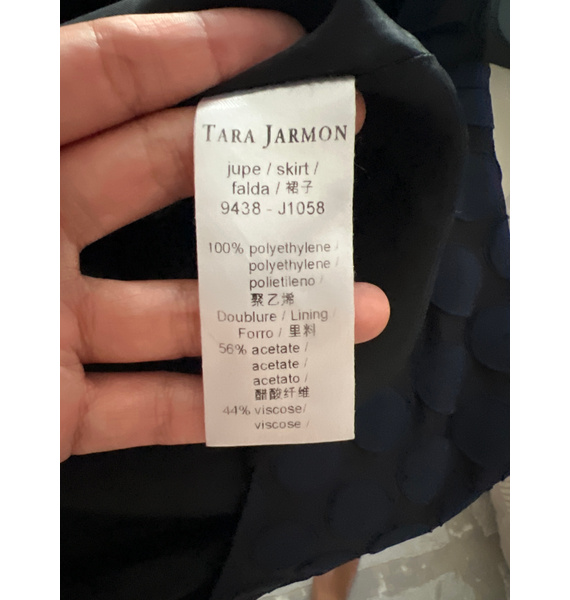 TARA JARMON
jupe / skirt /
falda / 裙子
9438 - J1058
100% polyethylene /
polyethylene /
polietileno /
聚乙烯
Doublure / Lining /
Forro / 里料
56% acetate /
acetate /
acetato /
醋酸纤维
44% viscose/
viscose /